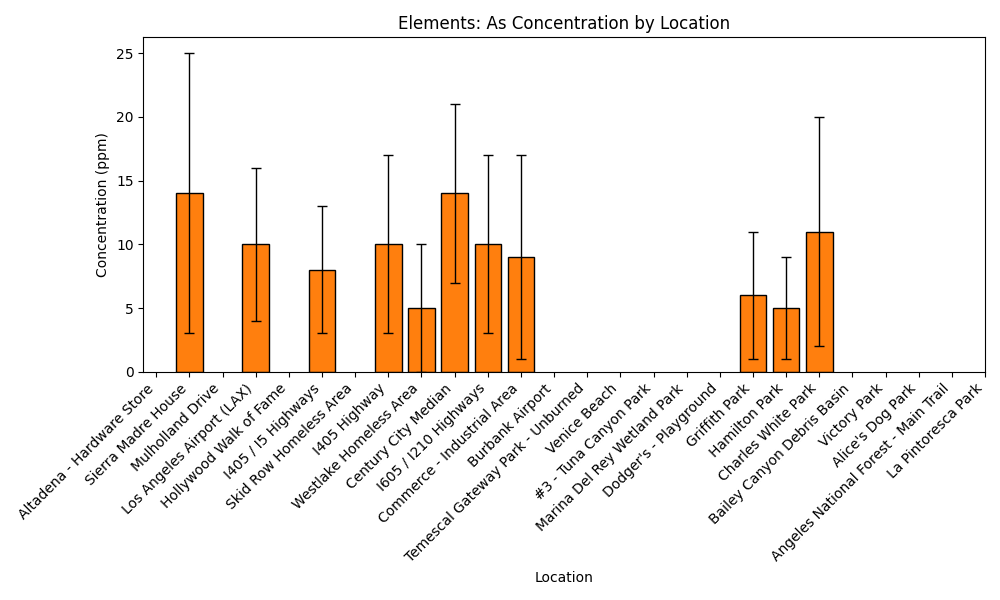 Elements: As Concentration by Location
Concentration (ppm)
25
20
15
10
5
0
Altadena - Hardware Store
Sierra Madre House
Mulholland Drive
Los Angeles Airport (LAX)
Hollywood Walk of Fame
I405 / I5 Highways
Skid Row Homeless Area
I405 Highway
Westlake Homeless Area
Century City Median
I605 / I210 Highways
Commerce - Industrial Area
Burbank Airport
Temescal Gateway Park - Unburned
Venice Beach
#3 - Tuna Canyon Park
Marina Del Rey Wetland Park
Dodger's - Playground
Griffith Park
Hamilton Park
Charles White Park
Bailey Canyon Debris Basin
Victory Park
Alice's Dog Park
Angeles National Forest - Main Trail
La Pintoresca Park
Location